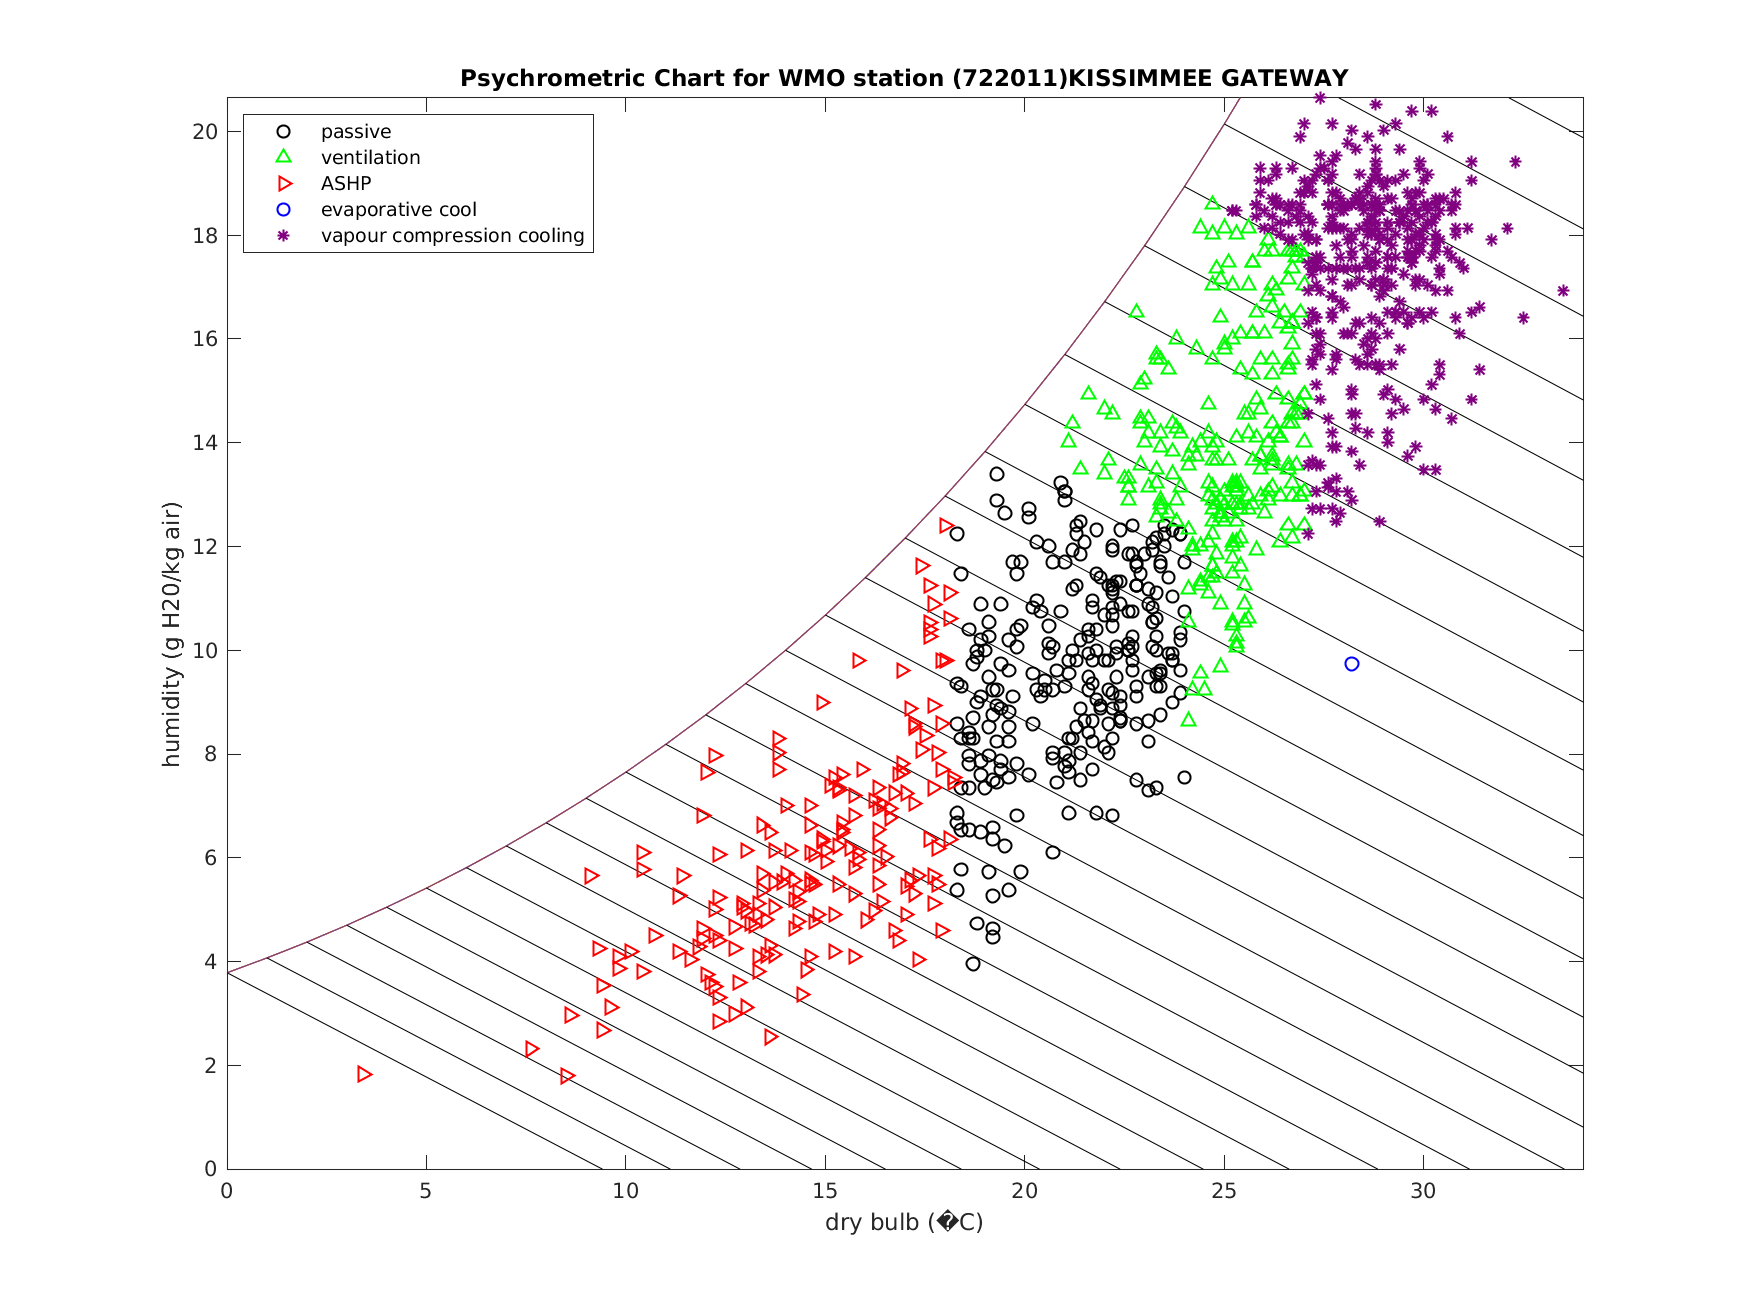 Psychrometric Chart for WMO station (722011)KISSIMMEE GATEWAY
passive
ventilation
ASHP
evaporative cool
vapour compression cooling
humidity (g H20/kg air)
20
18
16
14
12
10
8
6
4
2
0
0 5 10 15 20 25 30
dry bulb (�C)